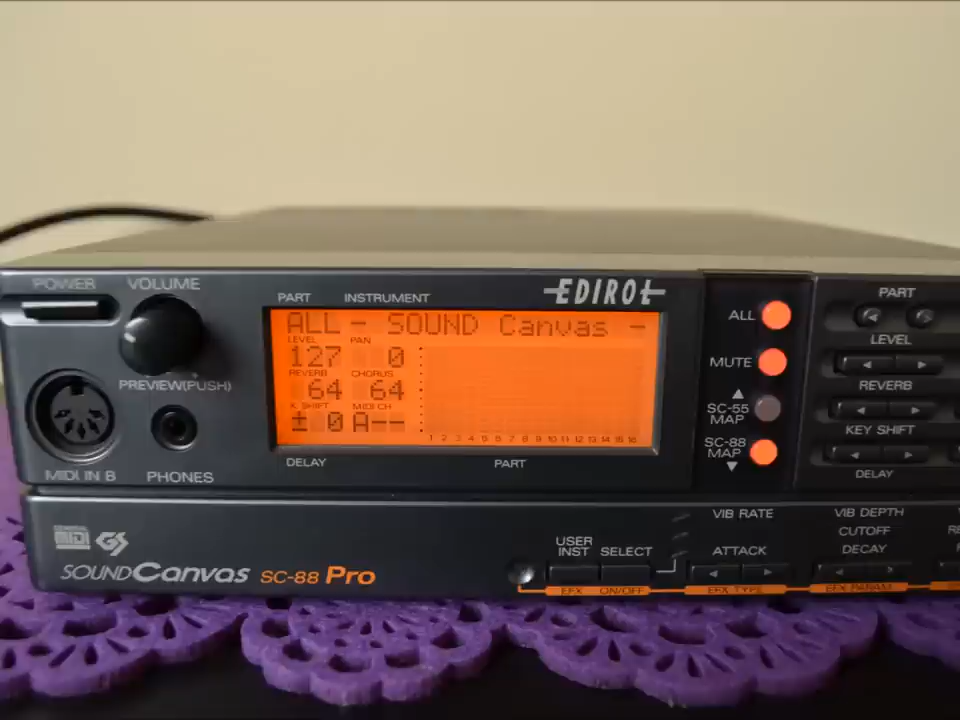 POWER
VOLUME
PREVIEW(PUSH)
MIDI IN B
PHONES
PART
INSTRUMENT
EDIROL
ALL - SOUND Canvas -
LEVEL
PAN
127
0
REVERB
CHORUS
64
64
K SHIFT
MIDI CH
± 0
A--
1 2 3 4 5 6 7 8 9 10 11 12 13 14 15 16
DELAY
PART
ALL
MUTE
SC-55
MAP
SC-88
MAP
PART
LEVEL
REVERB
KEY SHIFT
DELAY
MIDI
GS
SOUND Canvas SC-88 Pro
USER
INST
SELECT
EFX
ON/OFF
VIB RATE
ATTACK
EFX TYPE
VIB DEPTH
CUTOFF
DECAY
EFX PARAM